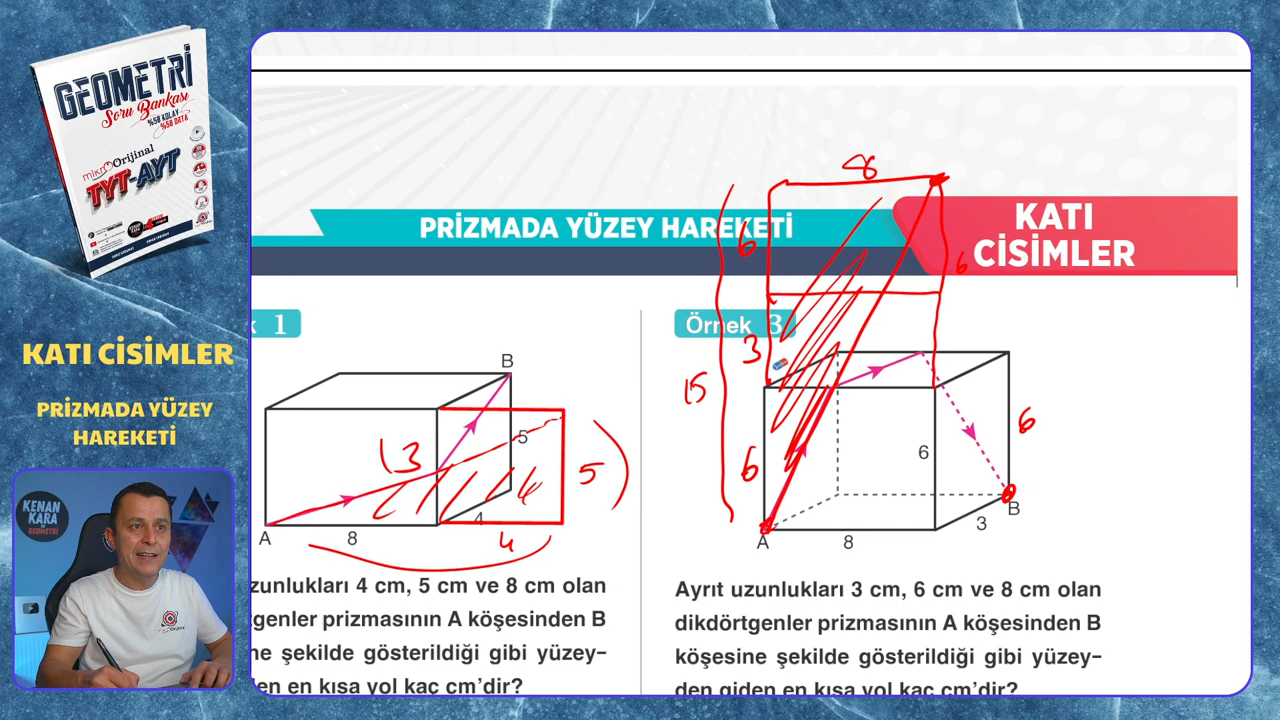 GEOMETRİ
Soru Bankası
%50 KOLAY
%50 ORTA
mikro Orijinal
TYT-AYT
KATI CİSİMLER
PRİZMADA YÜZEY
HAREKETİ
KENAN
KARA
GEOMETRİ
PRİZMADA YÜZEY HAREKETİ
KATI
CİSİMLER
k 1
B
5
13
5
4
4
A
8
4
zunlukları 4 cm, 5 cm ve 8 cm olan
genler prizmasının A köşesinden B
ne şekilde gösterildiği gibi yüzey–
en en kısa yol kaç cm’dir?
8
6
6
Örnek 3
3
15
6
6
6
B
3
A
8
Ayrıt uzunlukları 3 cm, 6 cm ve 8 cm olan
dikdörtgenler prizmasının A köşesinden B
köşesine şekilde gösterildiği gibi yüzey–
den giden en kısa yol kaç cm’dir?